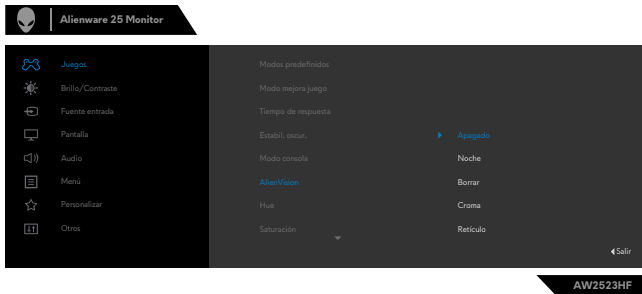 Alienware 25 Monitor
Juegos
Modos predefinidos
Brillo/Contraste
Modo mejora juego
Fuente entrada
Tiempo de respuesta
Pantalla
Estabil. oscur.
Apagado
Audio
Modo consola
Noche
Menú
AlienVision
Borrar
Personalizar
Hue
Croma
Otros
Saturación
Retículo
Salir
AW2523HF